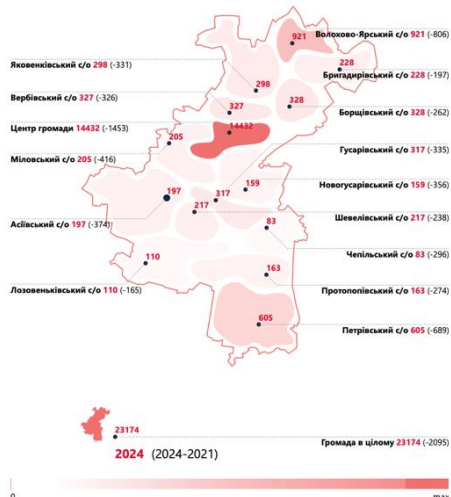 Волохово-Ярський с/о 921 (-806)
921
228
Яковенківський с/о 298 (-331)
Бригадирівський с/о 228 (-197)
298
Вербівський с/о 327 (-326)
327
328
Борщівський с/о 328 (-262)
Центр громади 14432 (-1453)
14432
205
Гусарівський с/о 317 (-335)
Міловський с/о 205 (-416)
159
Новогусарівський с/о 159 (-356)
197
317
217
Шевелівський с/о 217 (-238)
Асіївський с/о 197 (-374)
83
Чепільський с/о 83 (-296)
110
163
Лозовеньківський с/о 110 (-165)
Протопопівський с/о 163 (-274)
605
Петрівський с/о 605 (-689)
23174
Громада в цілому 23174 (-2095)
2024 (2024-2021)
0
max